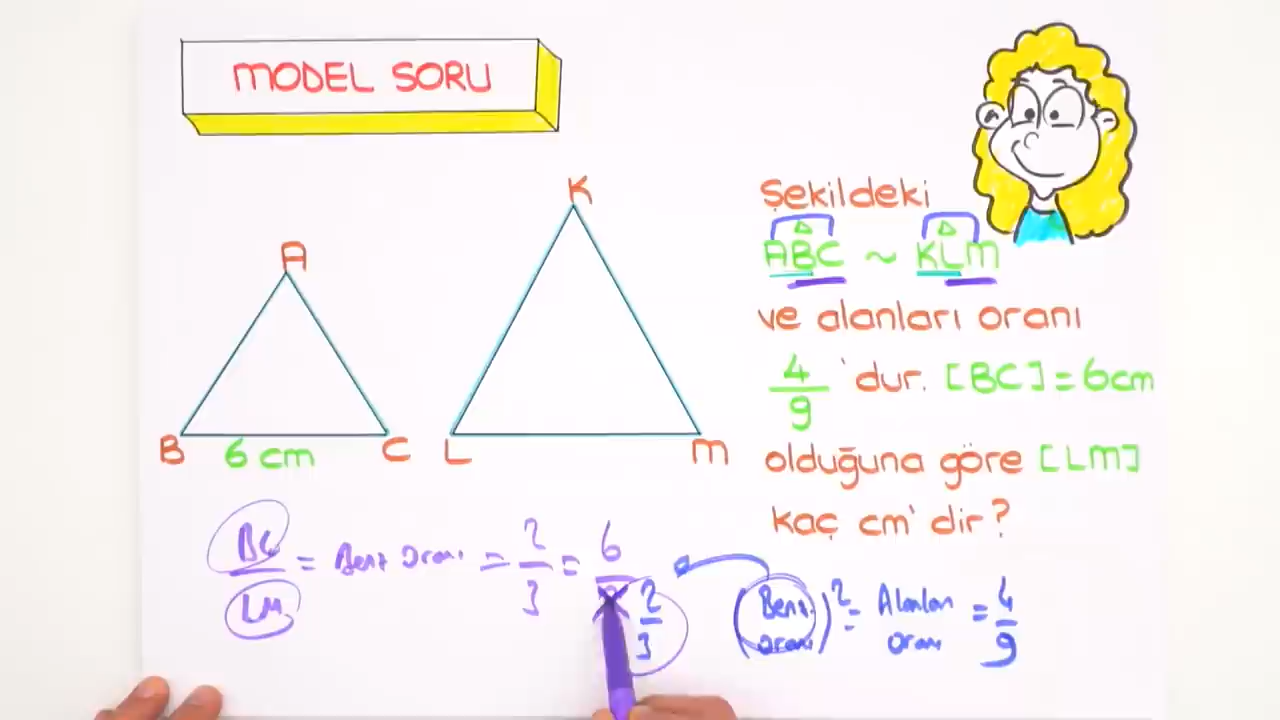 MODEL SORU
A
B
C
6 cm
K
L
M
Şekildeki
ABC ~ KLM
ve alanları oranı
4/9 'dur. [BC] = 6cm
olduğuna göre [LM]
kaç cm' dir?
BC/LM = Benz oranı = 2/3 = 6/
2/3
(Benz. oranı)² = Alanları oranı = 4/9